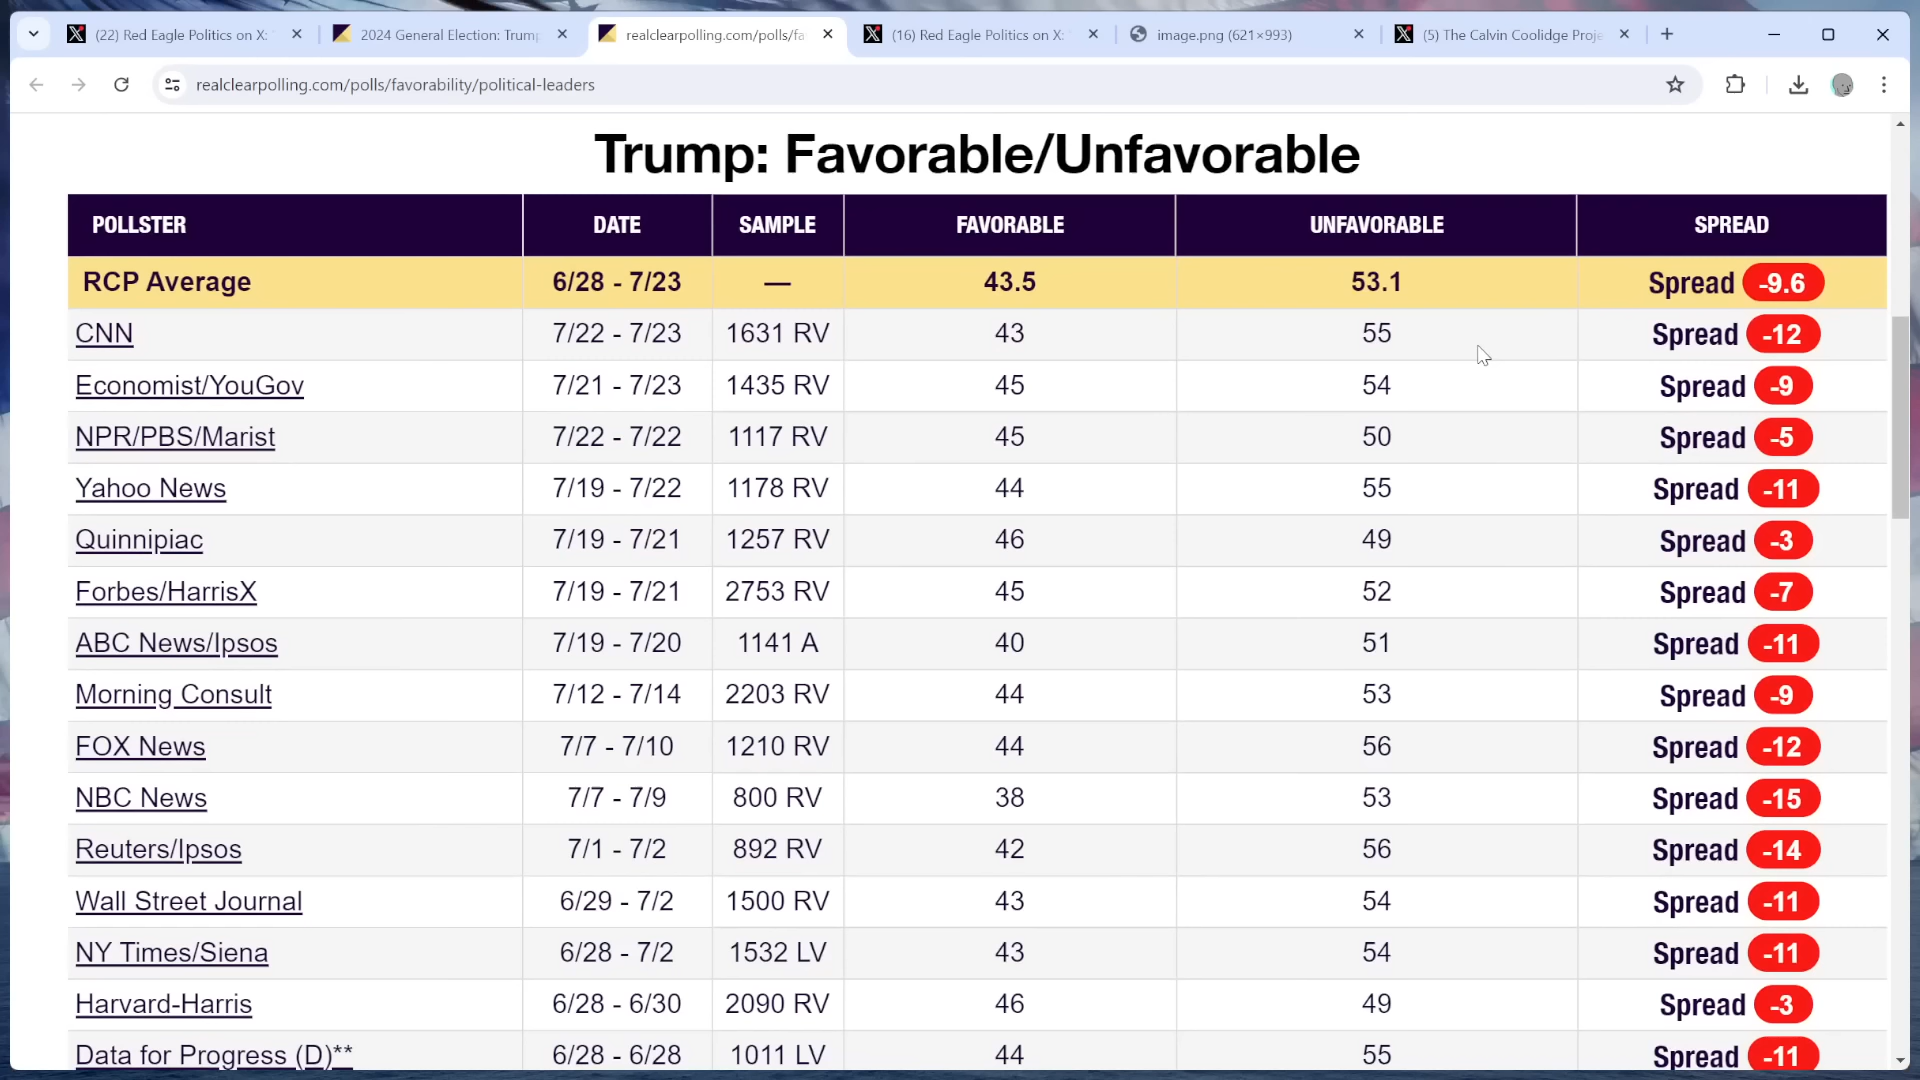 (22) Red Eagle Politics on X:
2024 General Election: Trump
realclearpolling.com/polls/fa
(16) Red Eagle Politics on X:
image.png (621×993)
(5) The Calvin Coolidge Proje
realclearpolling.com/polls/favorability/political-leaders
Trump: Favorable/Unfavorable
POLLSTER DATE SAMPLE FAVORABLE UNFAVORABLE SPREAD
RCP Average 6/28 - 7/23 — 43.5 53.1 Spread -9.6
CNN 7/22 - 7/23 1631 RV 43 55 Spread -12
Economist/YouGov 7/21 - 7/23 1435 RV 45 54 Spread -9
NPR/PBS/Marist 7/22 - 7/22 1117 RV 45 50 Spread -5
Yahoo News 7/19 - 7/22 1178 RV 44 55 Spread -11
Quinnipiac 7/19 - 7/21 1257 RV 46 49 Spread -3
Forbes/HarrisX 7/19 - 7/21 2753 RV 45 52 Spread -7
ABC News/Ipsos 7/19 - 7/20 1141 A 40 51 Spread -11
Morning Consult 7/12 - 7/14 2203 RV 44 53 Spread -9
FOX News 7/7 - 7/10 1210 RV 44 56 Spread -12
NBC News 7/7 - 7/9 800 RV 38 53 Spread -15
Reuters/Ipsos 7/1 - 7/2 892 RV 42 56 Spread -14
Wall Street Journal 6/29 - 7/2 1500 RV 43 54 Spread -11
NY Times/Siena 6/28 - 7/2 1532 LV 43 54 Spread -11
Harvard-Harris 6/28 - 6/30 2090 RV 46 49 Spread -3
Data for Progress (D)** 6/28 - 6/28 1011 LV 44 55 Spread -11